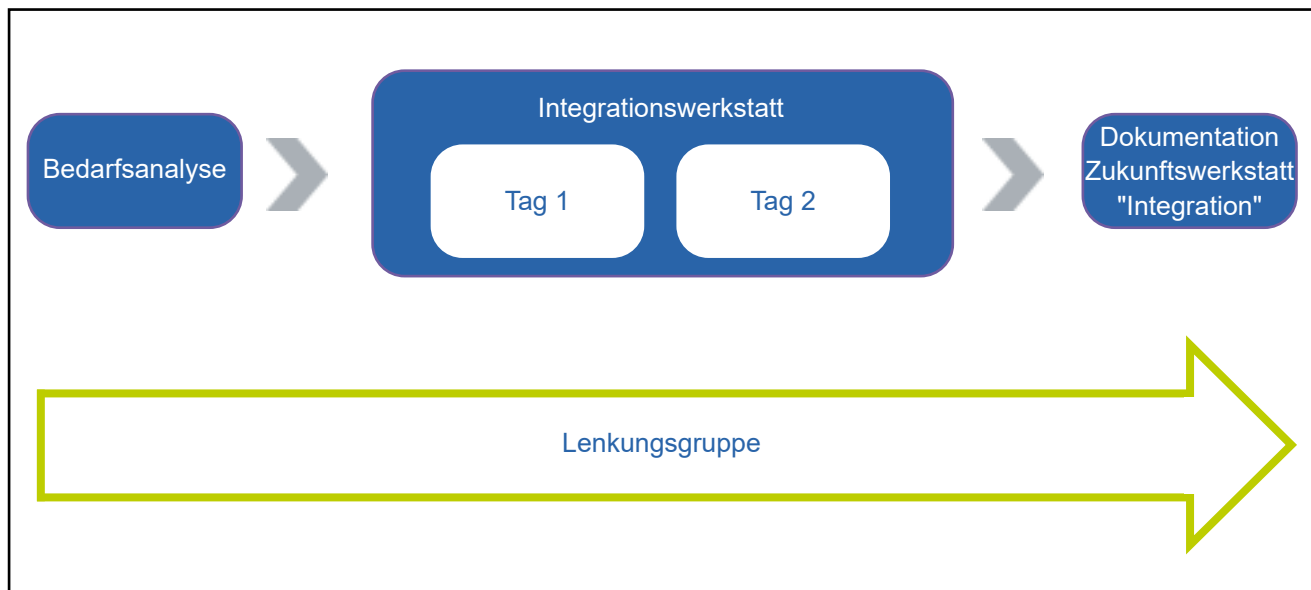 Bedarfsanalyse
Integrationswerkstatt
Tag 1
Tag 2
Dokumentation
Zukunftswerkstatt
"Integration"
Lenkungsgruppe